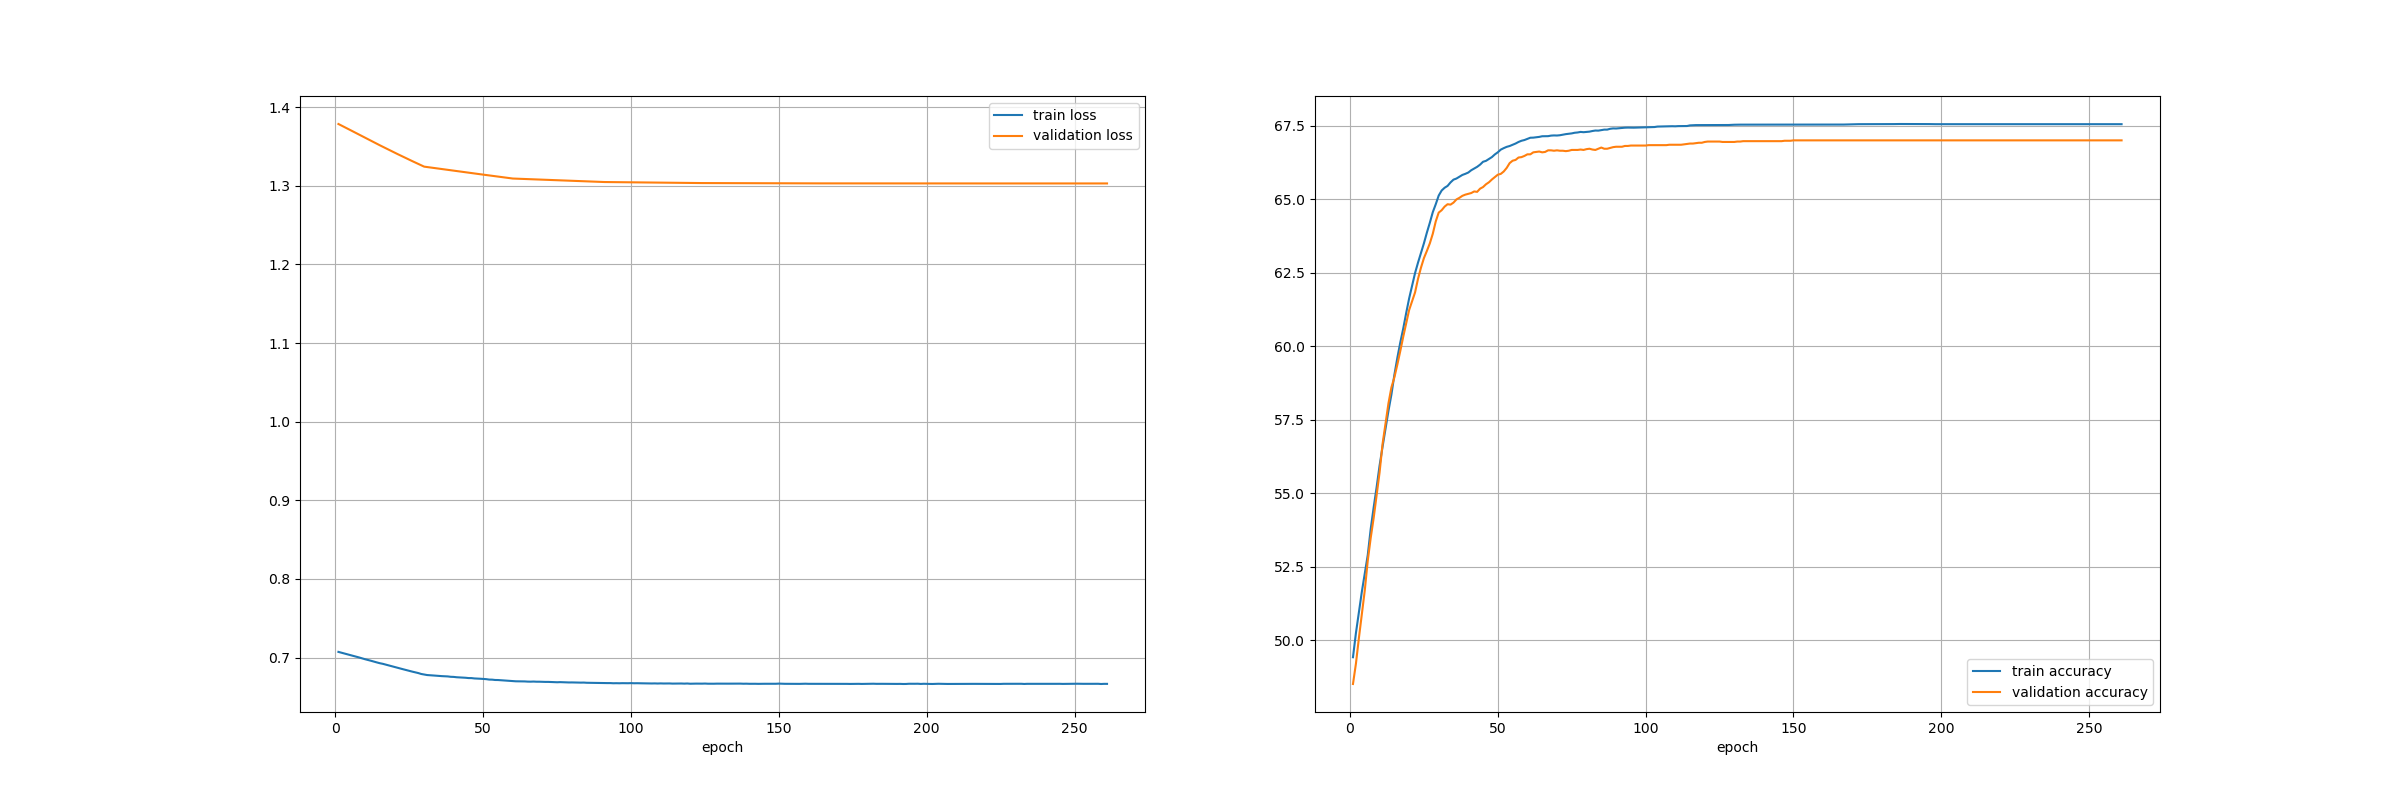 1.4
1.3
1.2
1.1
1.0
0.9
0.8
0.7
0 50 100 150 200 250
epoch
train loss
validation loss
67.5
65.0
62.5
60.0
57.5
55.0
52.5
50.0
0 50 100 150 200 250
epoch
train accuracy
validation accuracy